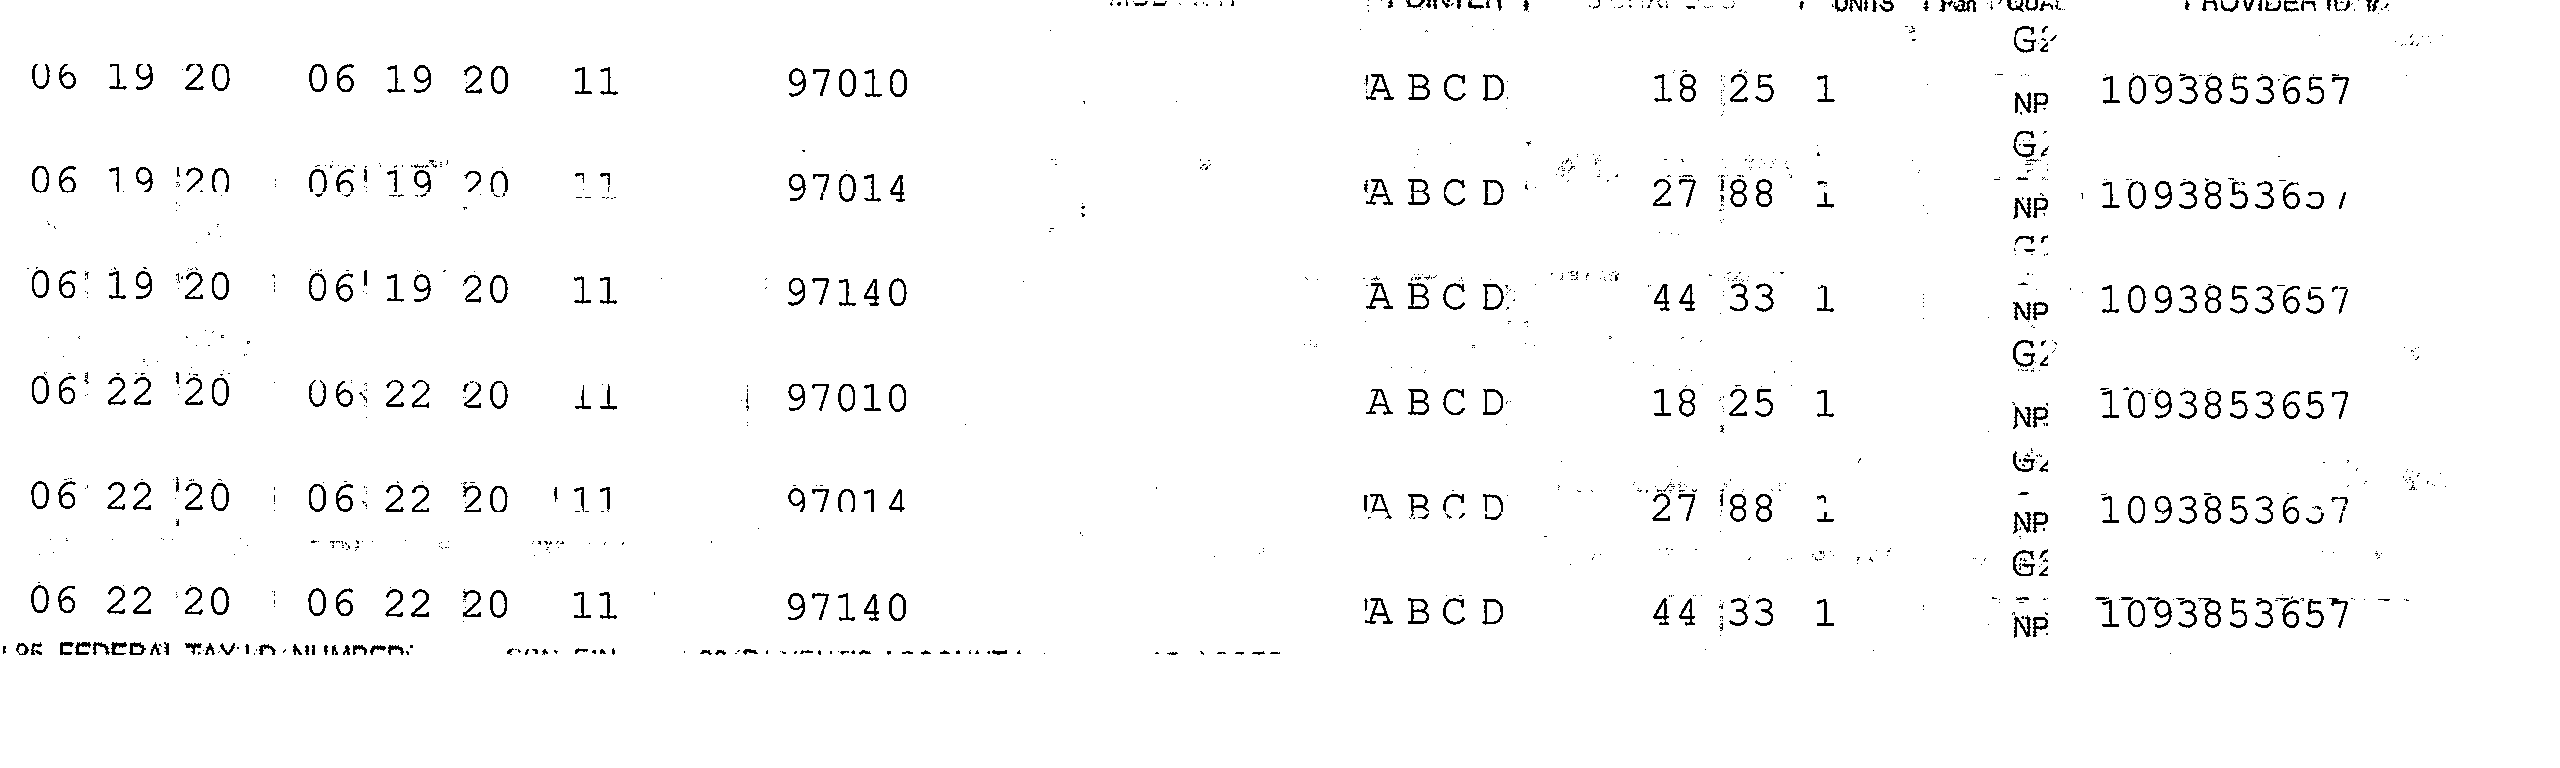 POINTER UNITS QUAL PROVIDER ID. #
G2
06 19 20 06 19 20 11 97010 A B C D 18 25 1 NP 1093853657
G2
06 19 20 06 19 20 11 97014 A B C D 27 88 1 NP 1093853657
G2
06 19 20 06 19 20 11 97140 A B C D 44 33 1 NP 1093853657
G2
06 22 20 06 22 20 11 97010 A B C D 18 25 1 NP 1093853657
G2
06 22 20 06 22 20 11 97014 A B C D 27 88 1 NP 1093853657
G2
06 22 20 06 22 20 11 97140 A B C D 44 33 1 NP 1093853657
25 FEDERAL TAX I.D. NUMBER